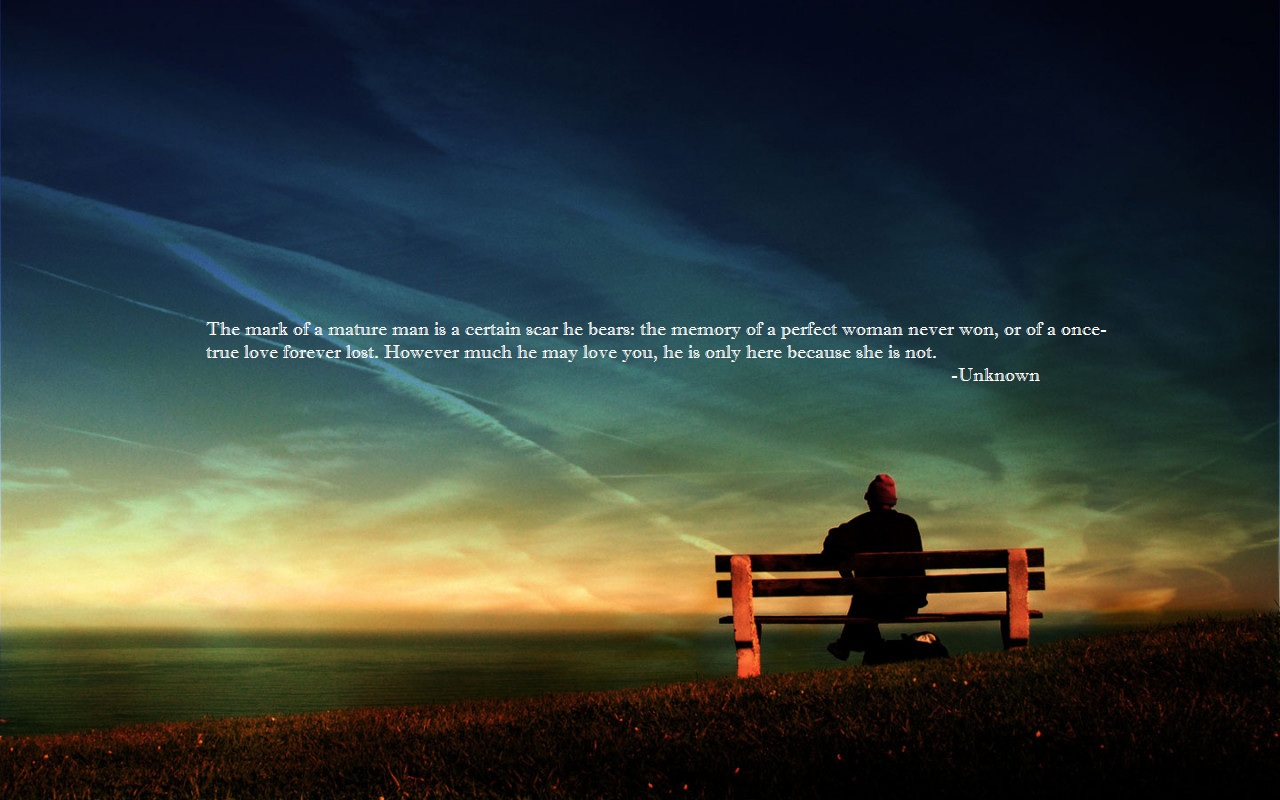 The mark of a mature man is a certain scar he bears: the memory of a perfect woman never won, or of a once-
true love forever lost. However much he may love you, he is only here because she is not.
-Unknown